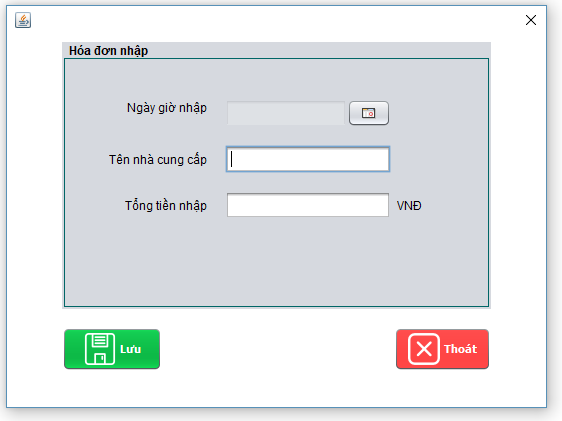 Hóa đơn nhập
Ngày giờ nhập
Tên nhà cung cấp
Tổng tiền nhập VNĐ
Lưu Thoát